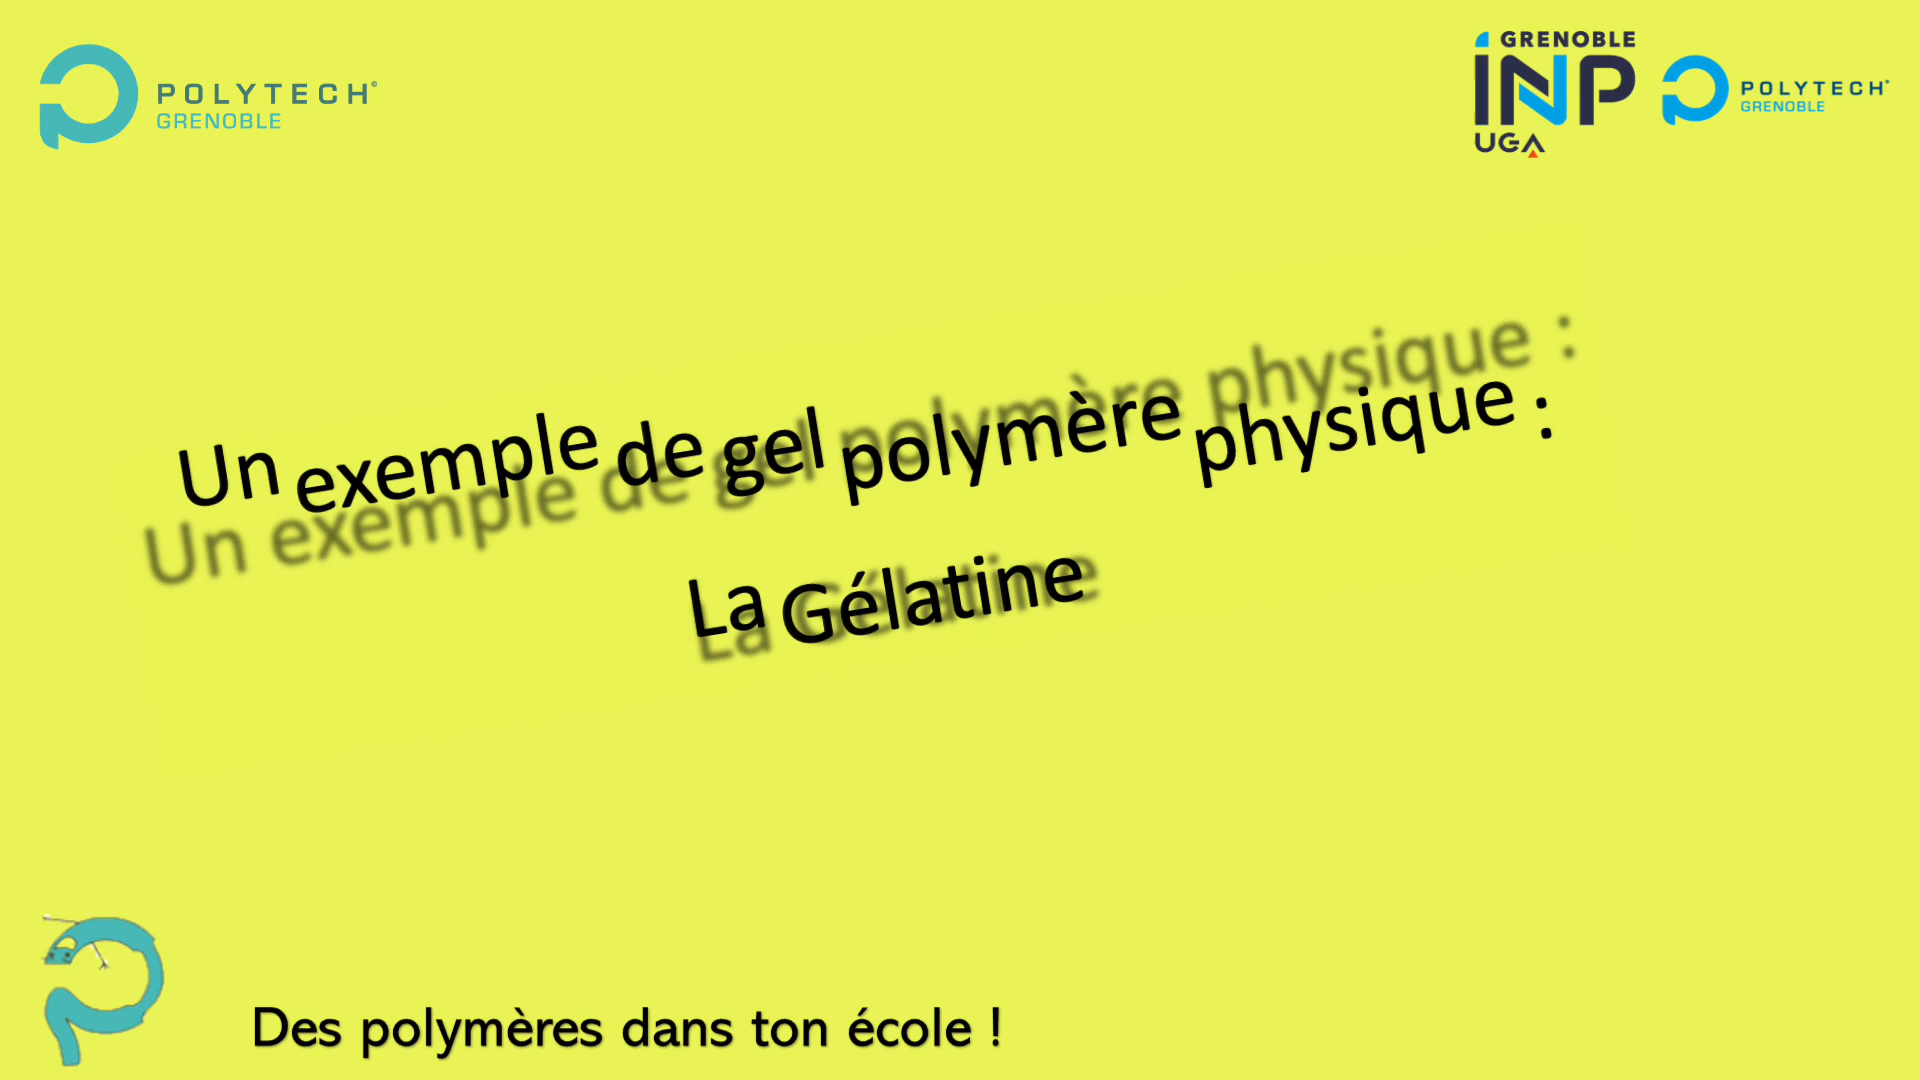 POLYTECH®
GRENOBLE
GRENOBLE
INP
UGA
POLYTECH®
GRENOBLE
Un exemple de gel polymère physique :
La Gélatine
Des polymères dans ton école !